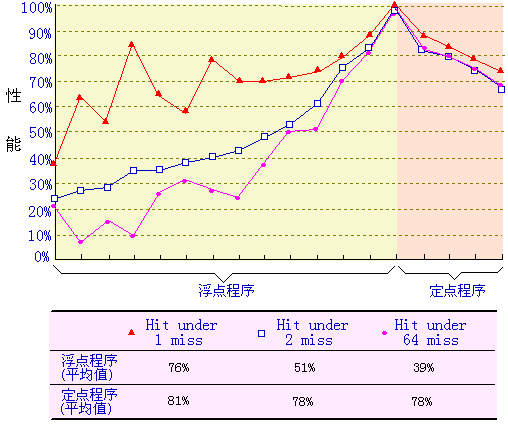 100%
90%
80%
70%
60%
50%
40%
30%
20%
10%
0%
性
能
浮点程序
定点程序
Hit under
1 miss
Hit under
2 miss
Hit under
64 miss
浮点程序
(平均值)
76%
51%
39%
定点程序
(平均值)
81%
78%
78%